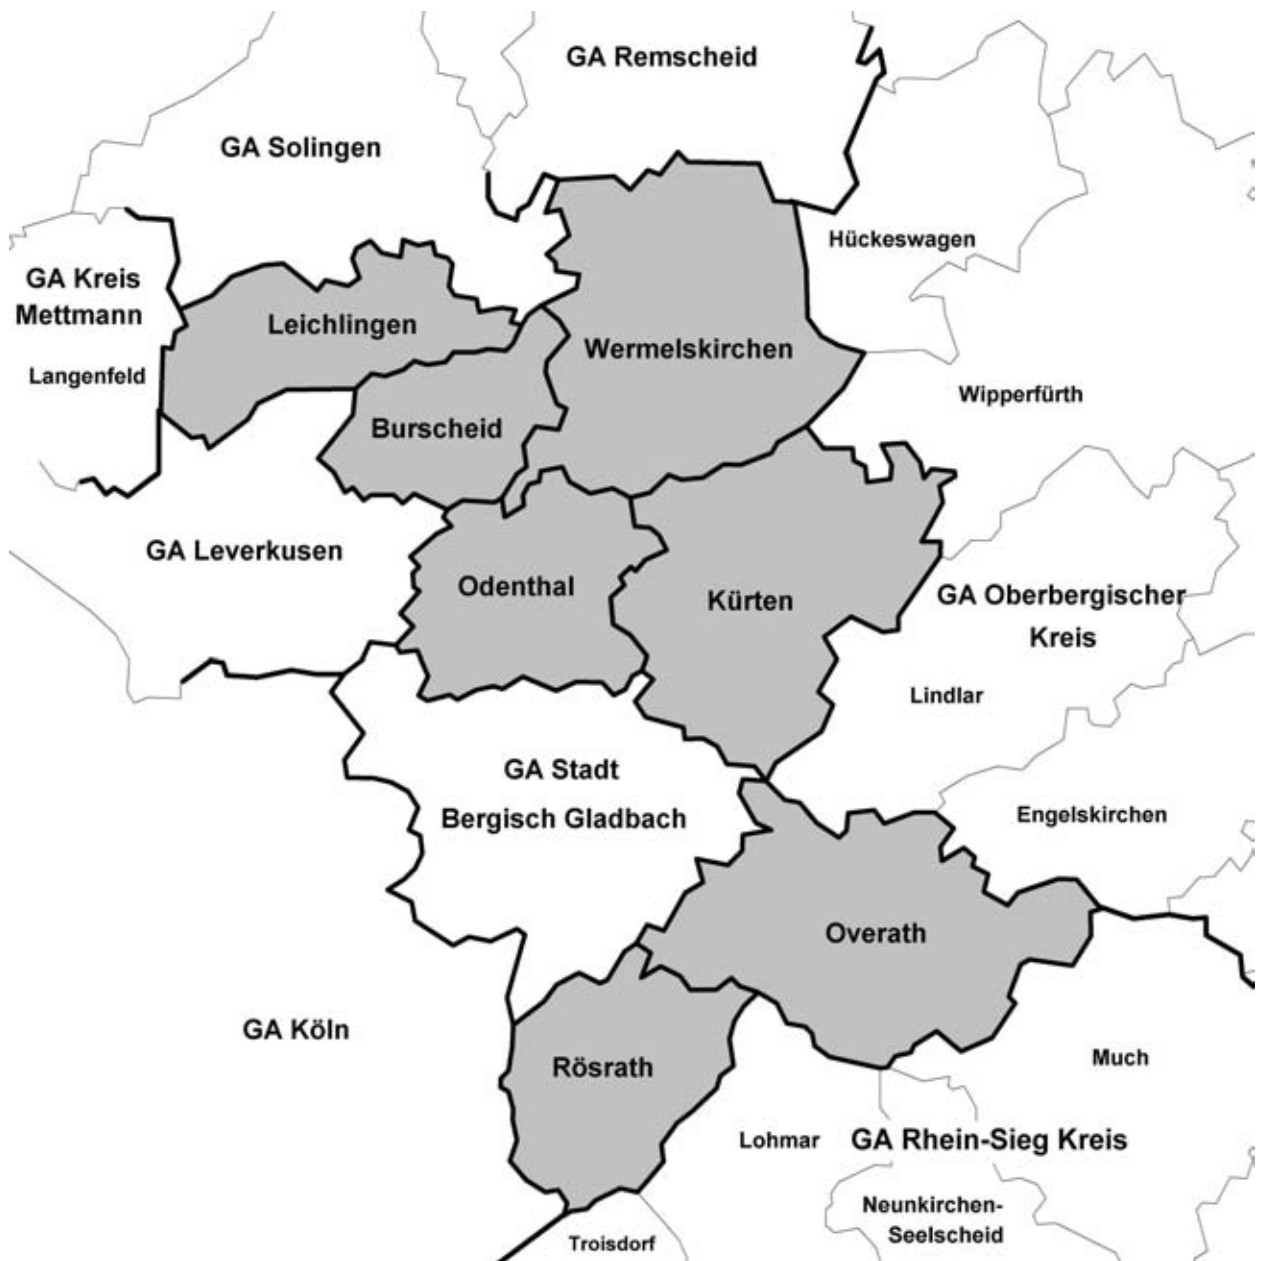 GA Remscheid
GA Solingen
Hückeswagen
GA Kreis
Mettmann
Leichlingen
Wermelskirchen
Langenfeld
Wipperfürth
Burscheid
GA Leverkusen
Odenthal
Kürten
GA Oberbergischer
Kreis
Lindlar
GA Stadt
Bergisch Gladbach
Engelskirchen
Overath
GA Köln
Rösrath
Much
Lohmar
GA Rhein-Sieg Kreis
Neunkirchen-
Seelscheid
Troisdorf